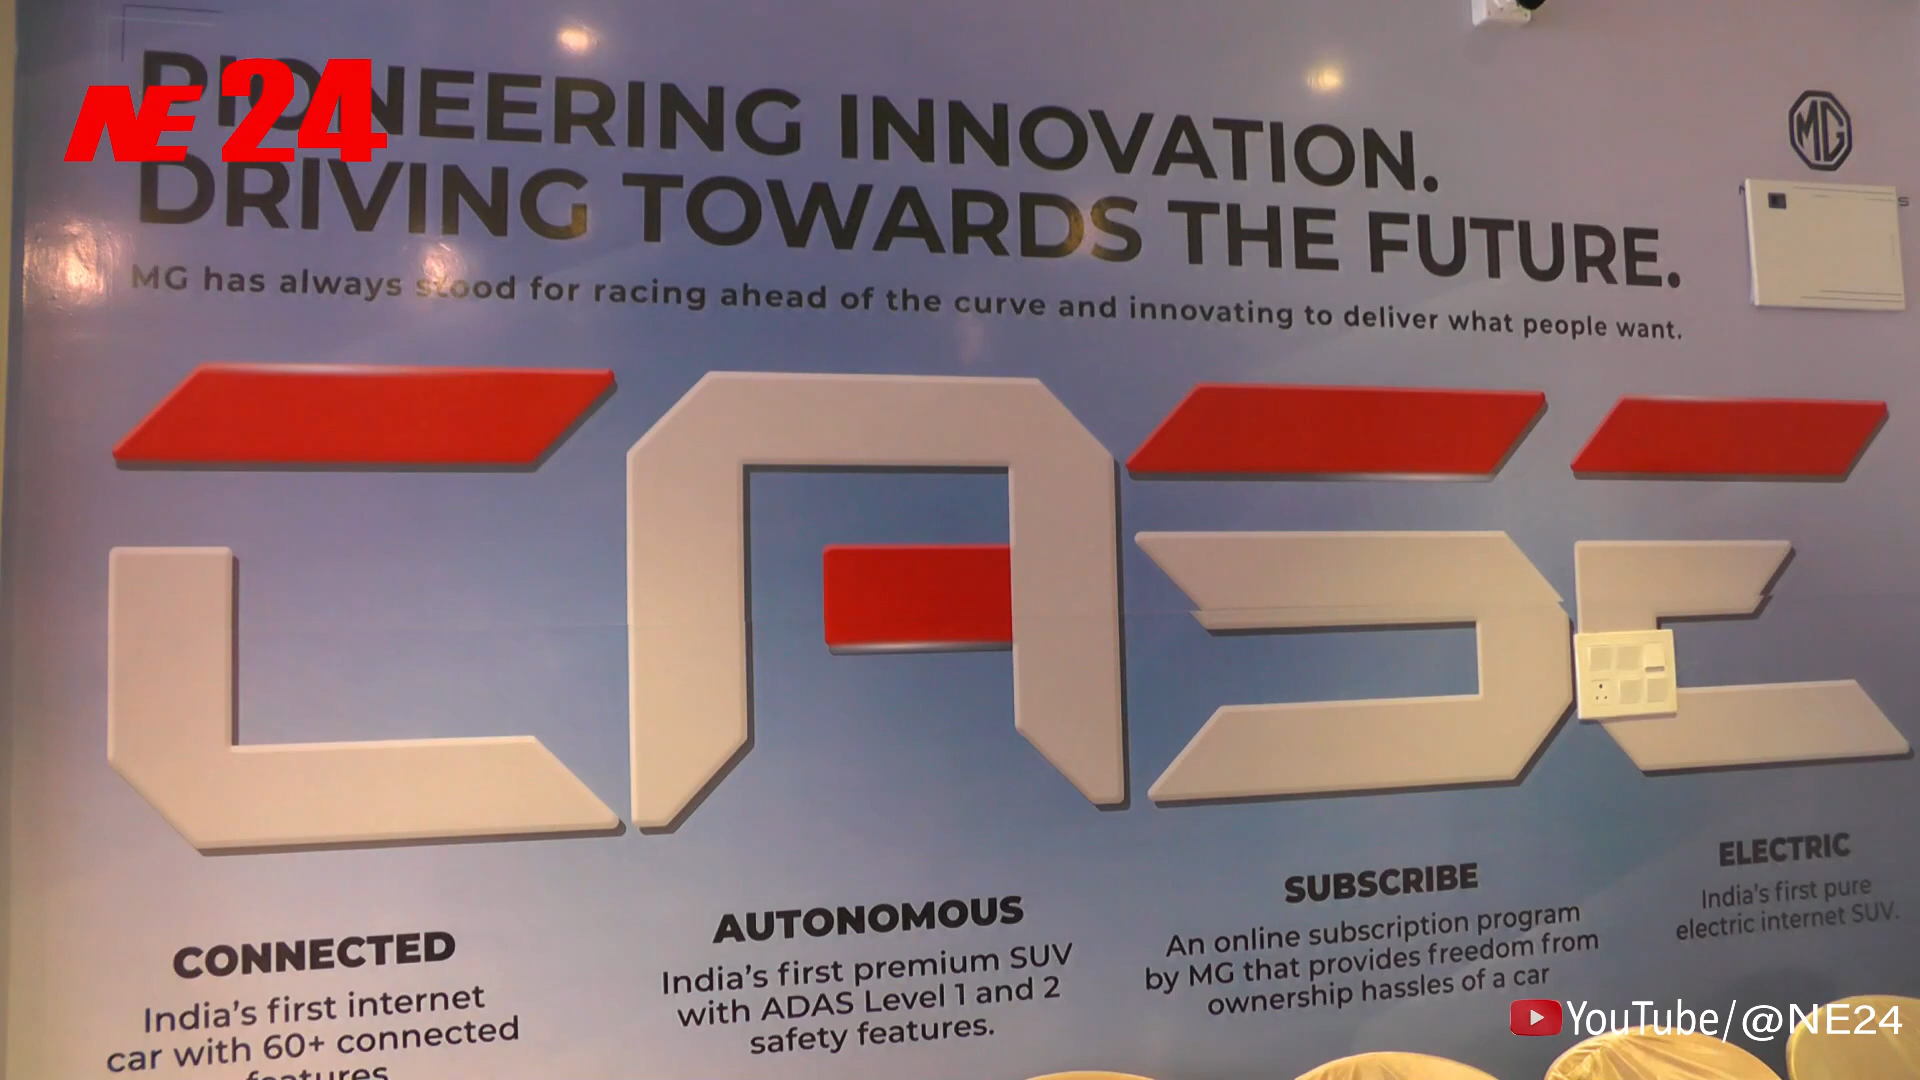 NE 24
PIONEERING INNOVATION.
DRIVING TOWARDS THE FUTURE.
MG has always stood for racing ahead of the curve and innovating to deliver what people want.
MG
CASE
CONNECTED
India's first internet
car with 60+ connected
features
AUTONOMOUS
India's first premium SUV
with ADAS Level 1 and 2
safety features.
SUBSCRIBE
An online subscription program
by MG that provides freedom from
ownership hassles of a car
ELECTRIC
India's first pure
electric internet SUV.
YouTube/@NE24